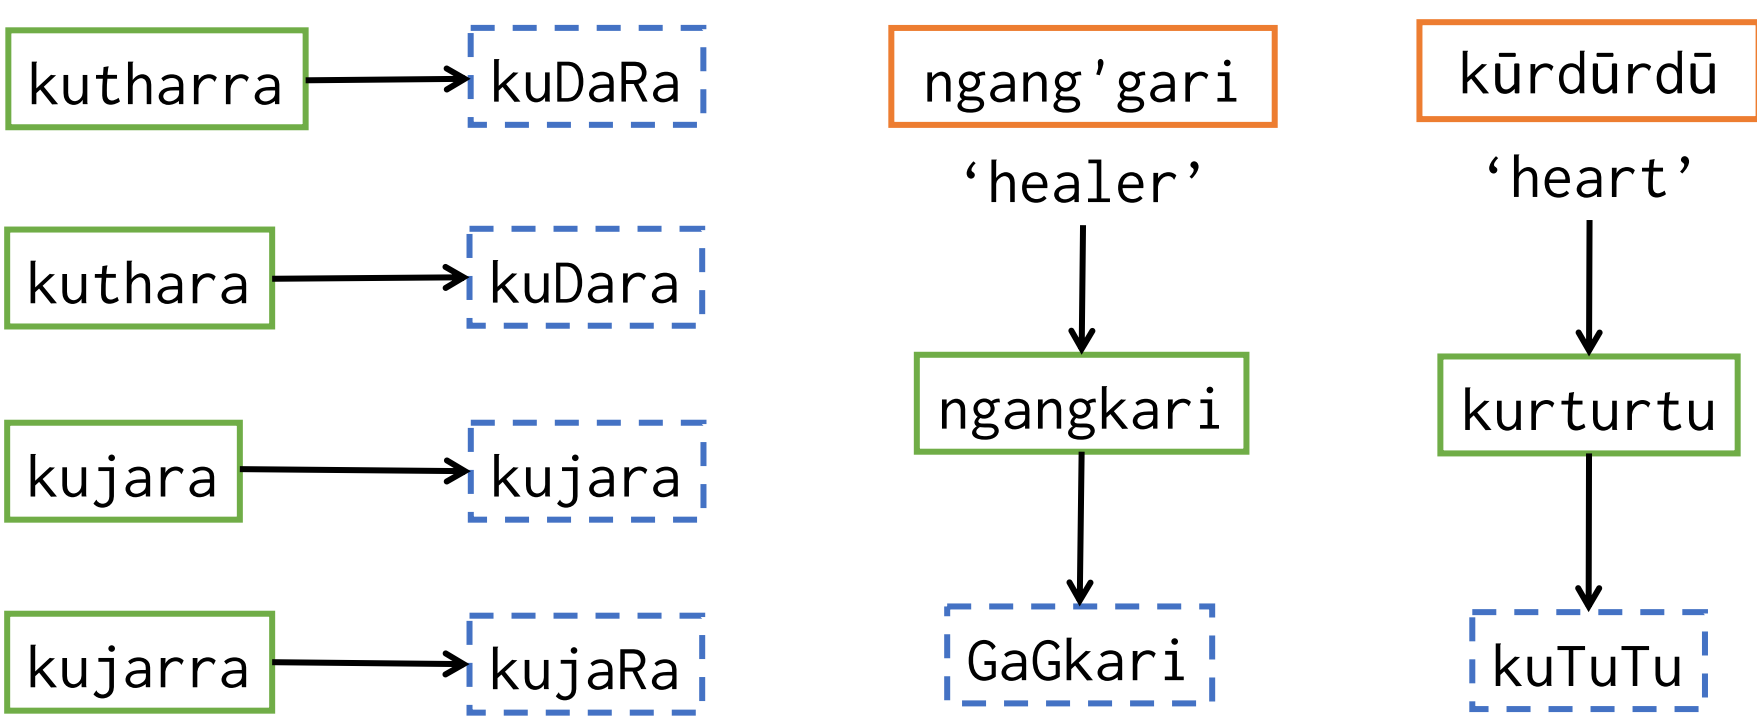 kutharra
kuDaRa
kuthara
kuDara
kujara
kujara
kujarra
kujaRa
ngang'gari
‘healer’
ngangkari
GaGkari
kūrdūrdū
‘heart’
kurturtu
kuTuTu